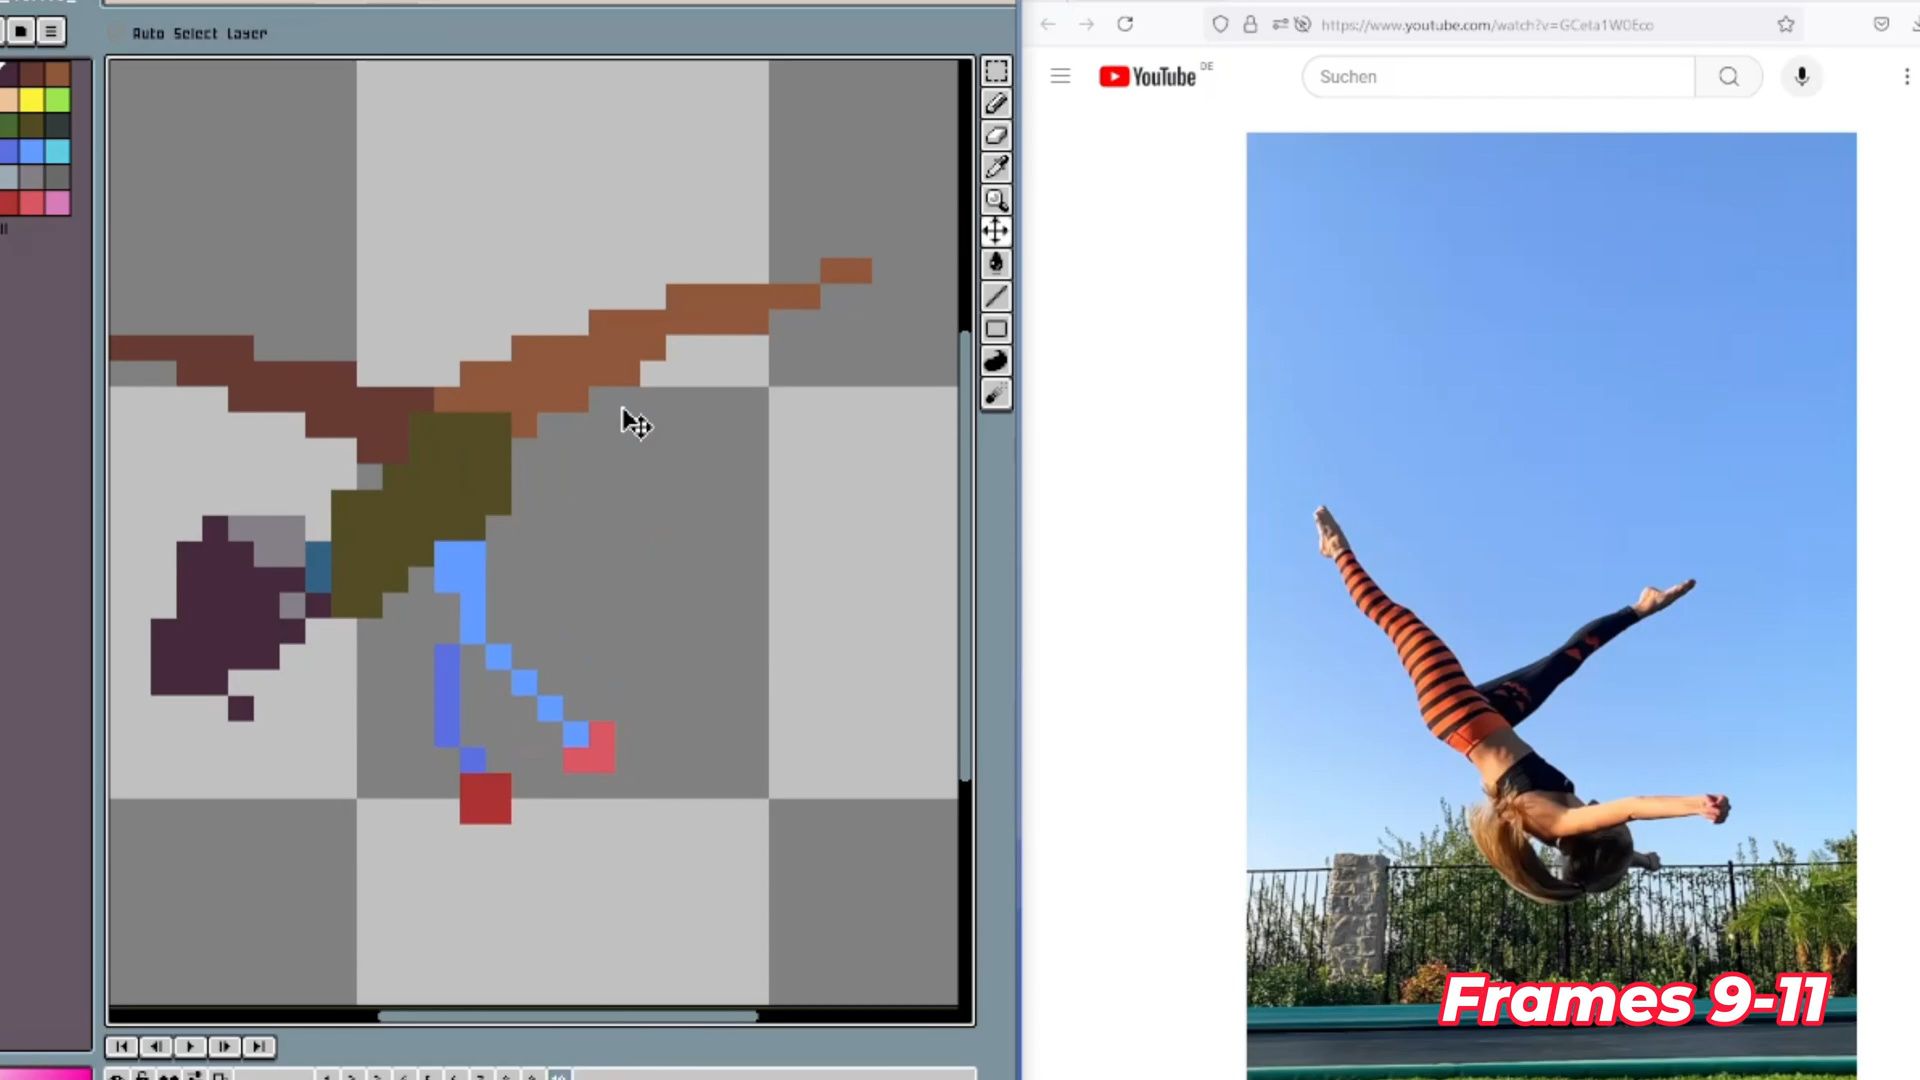 Auto Select Layer
https://www.youtube.com/watch?v=GCeta1W0Eco
YouTube DE
Suchen
Frames 9-11